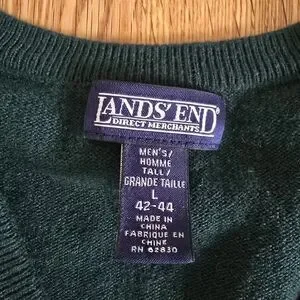 LANDS' END
DIRECT MERCHANTS
MEN'S/
HOMME
TALL/
GRANDE TAILLE
L
42-44
MADE IN
CHINA
FABRIQUE EN
CHINE
RN 62830